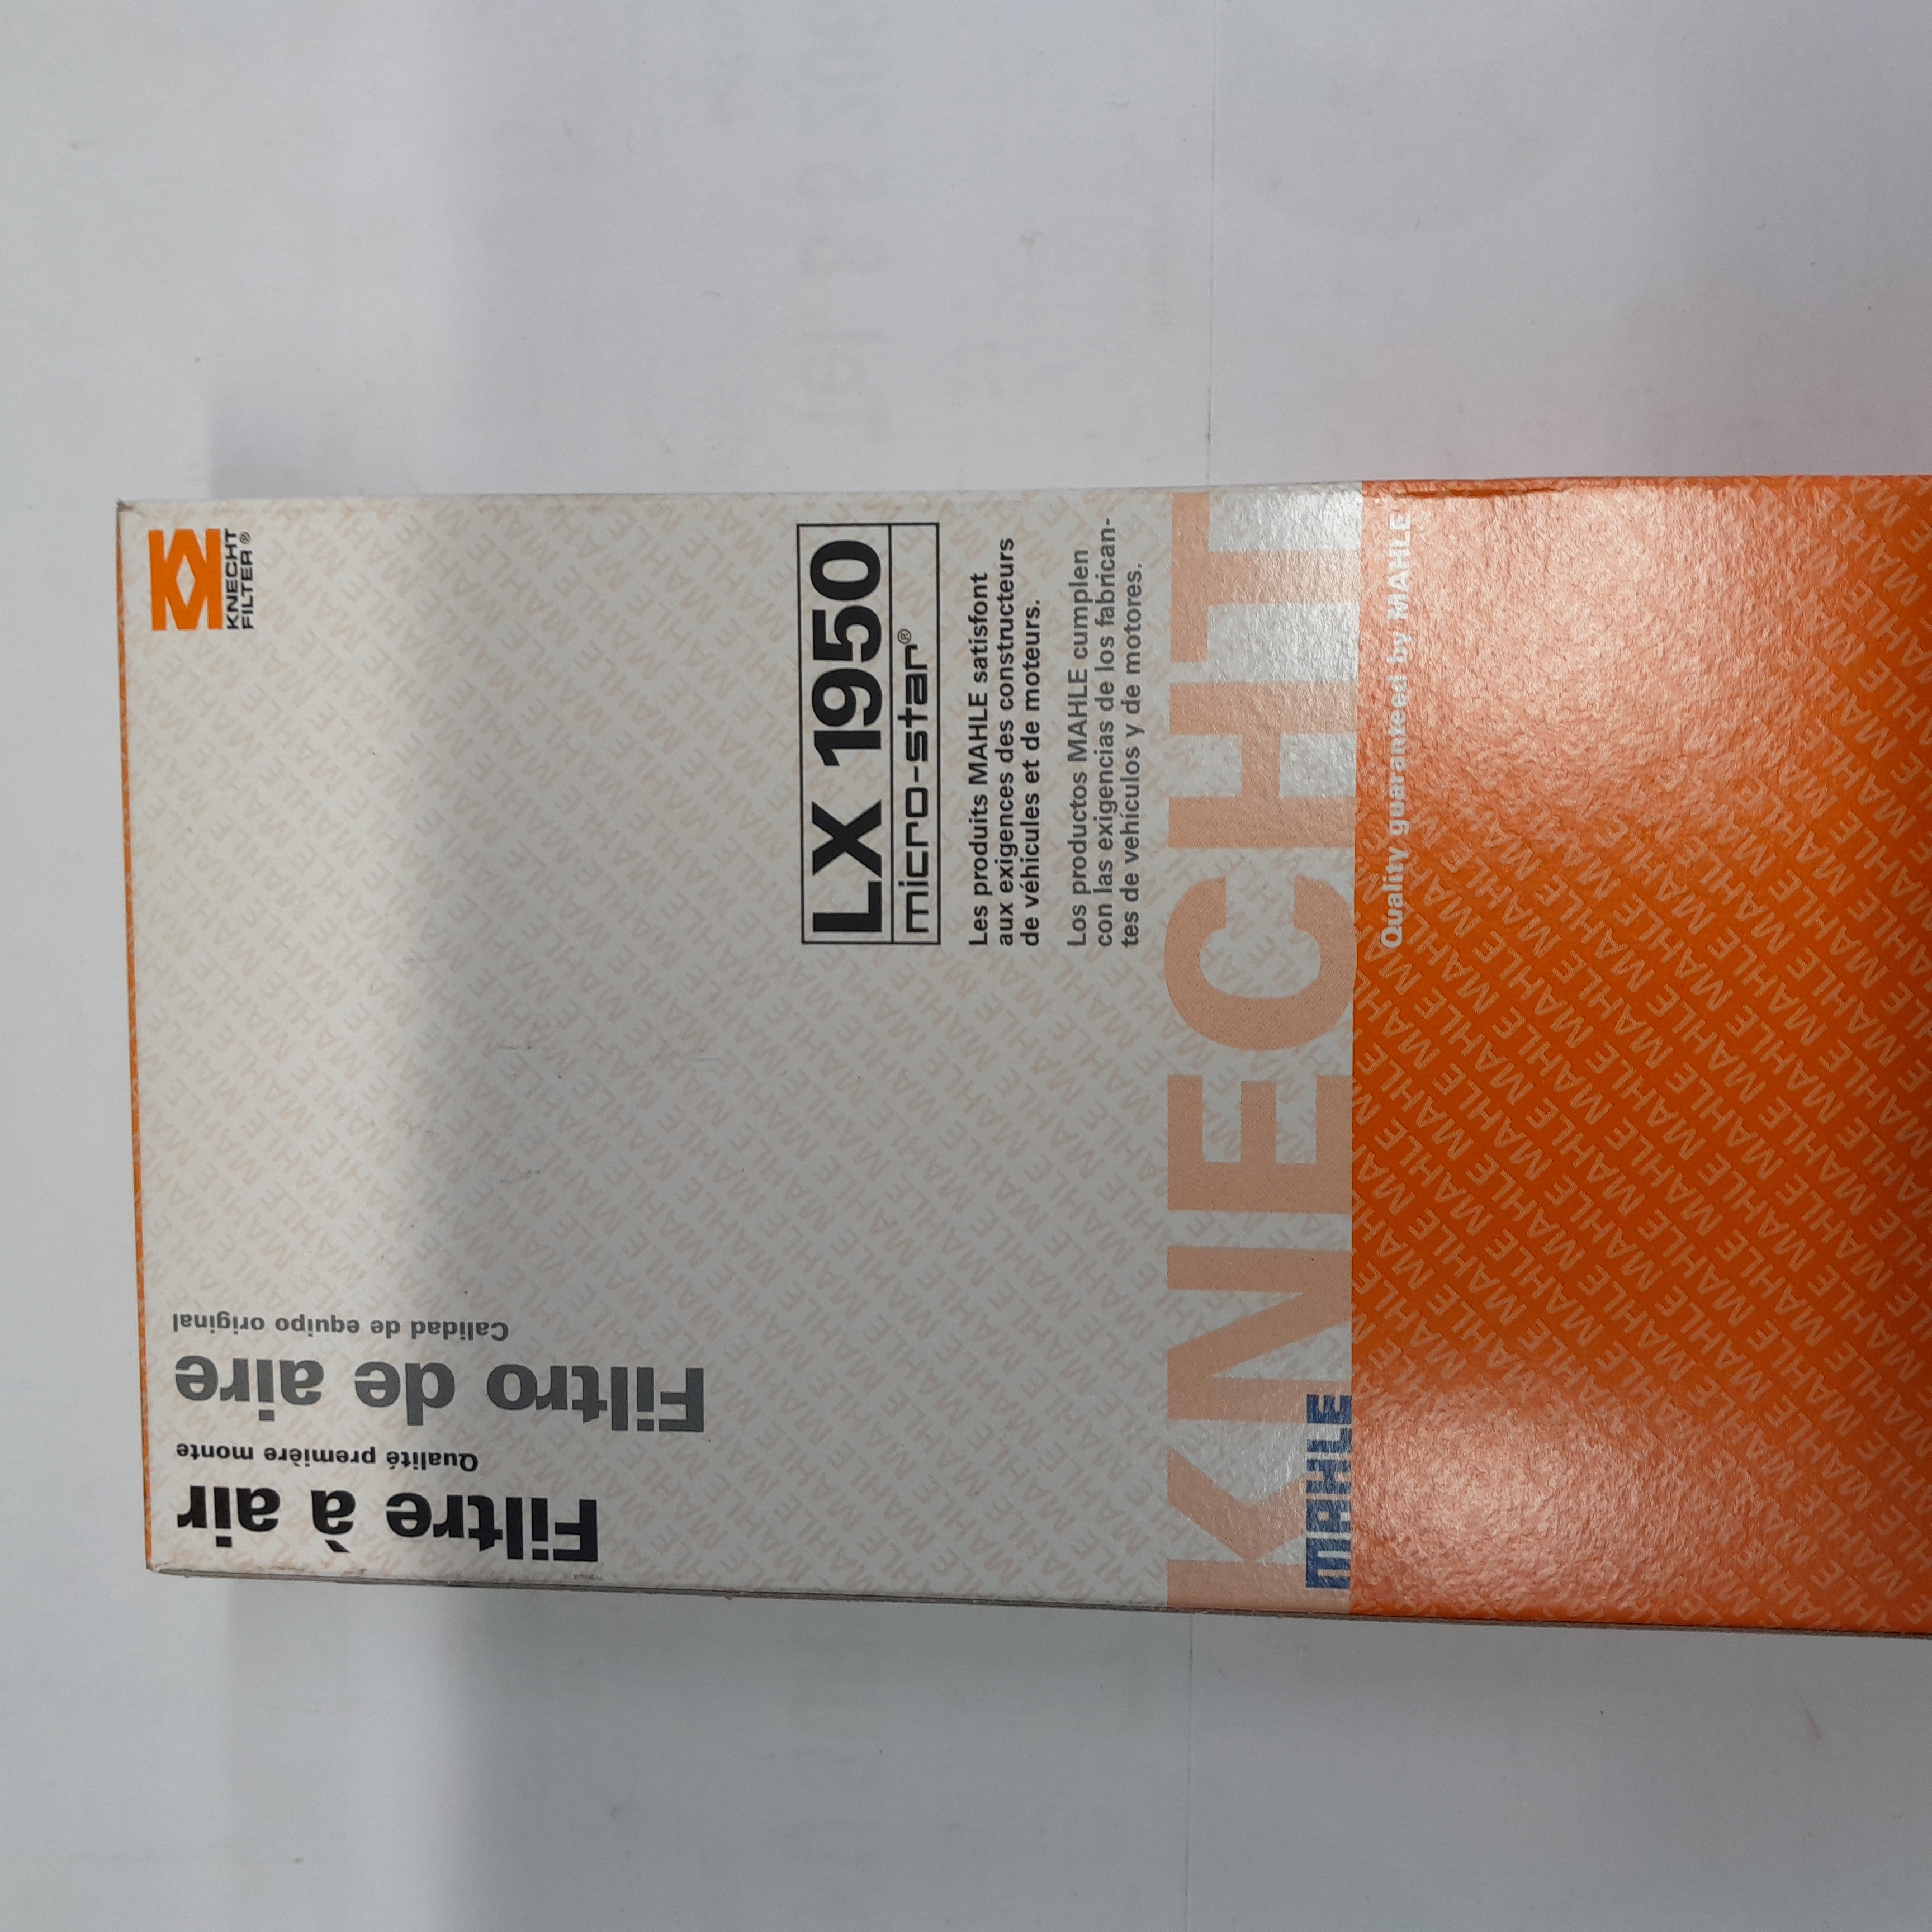 KNECHT
FILTER®
LX 1950
micro-star®
Les produits MAHLE satisfont
aux exigences des constructeurs
de véhicules et de moteurs.
Los productos MAHLE cumplen
con las exigencias de los fabrican-
tes de vehículos y de motores.
KNECHT
MAHLE
Quality guaranteed by MAHLE
Filtre à air
Qualité première monte
Filtro de aire
Calidad de equipo original